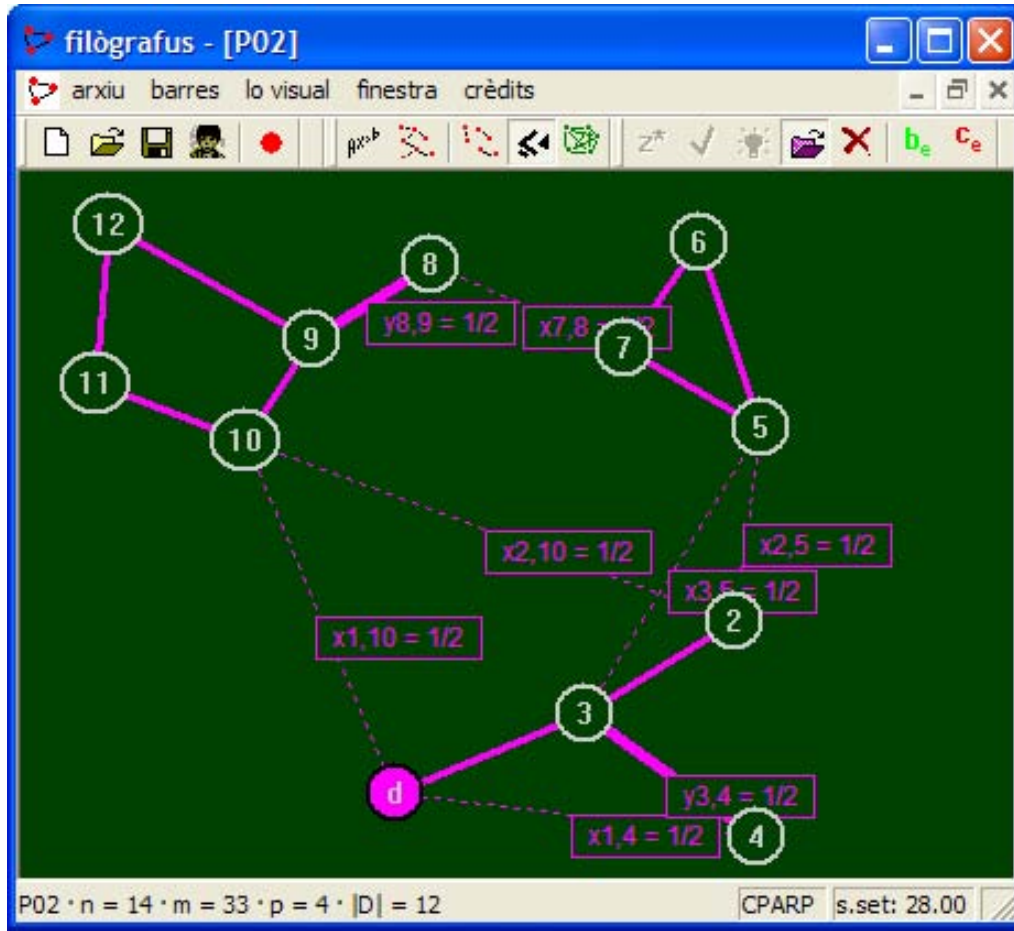 filògrafus - [P02]
arxiu barres lo visual finestra crèdits
Ax>b z* be ce
12
6
8
y8,9 = 1/2
x7,8 =
9
7
11
5
10
x2,10 = 1/2
x2,5 = 1/2
x3,5 = 1/2
2
x1,10 = 1/2
3
d
y3,4 = 1/2
x1,4 = 1/2
4
P02 · n = 14 · m = 33 · p = 4 · |D| = 12 CPARP s.set: 28.00